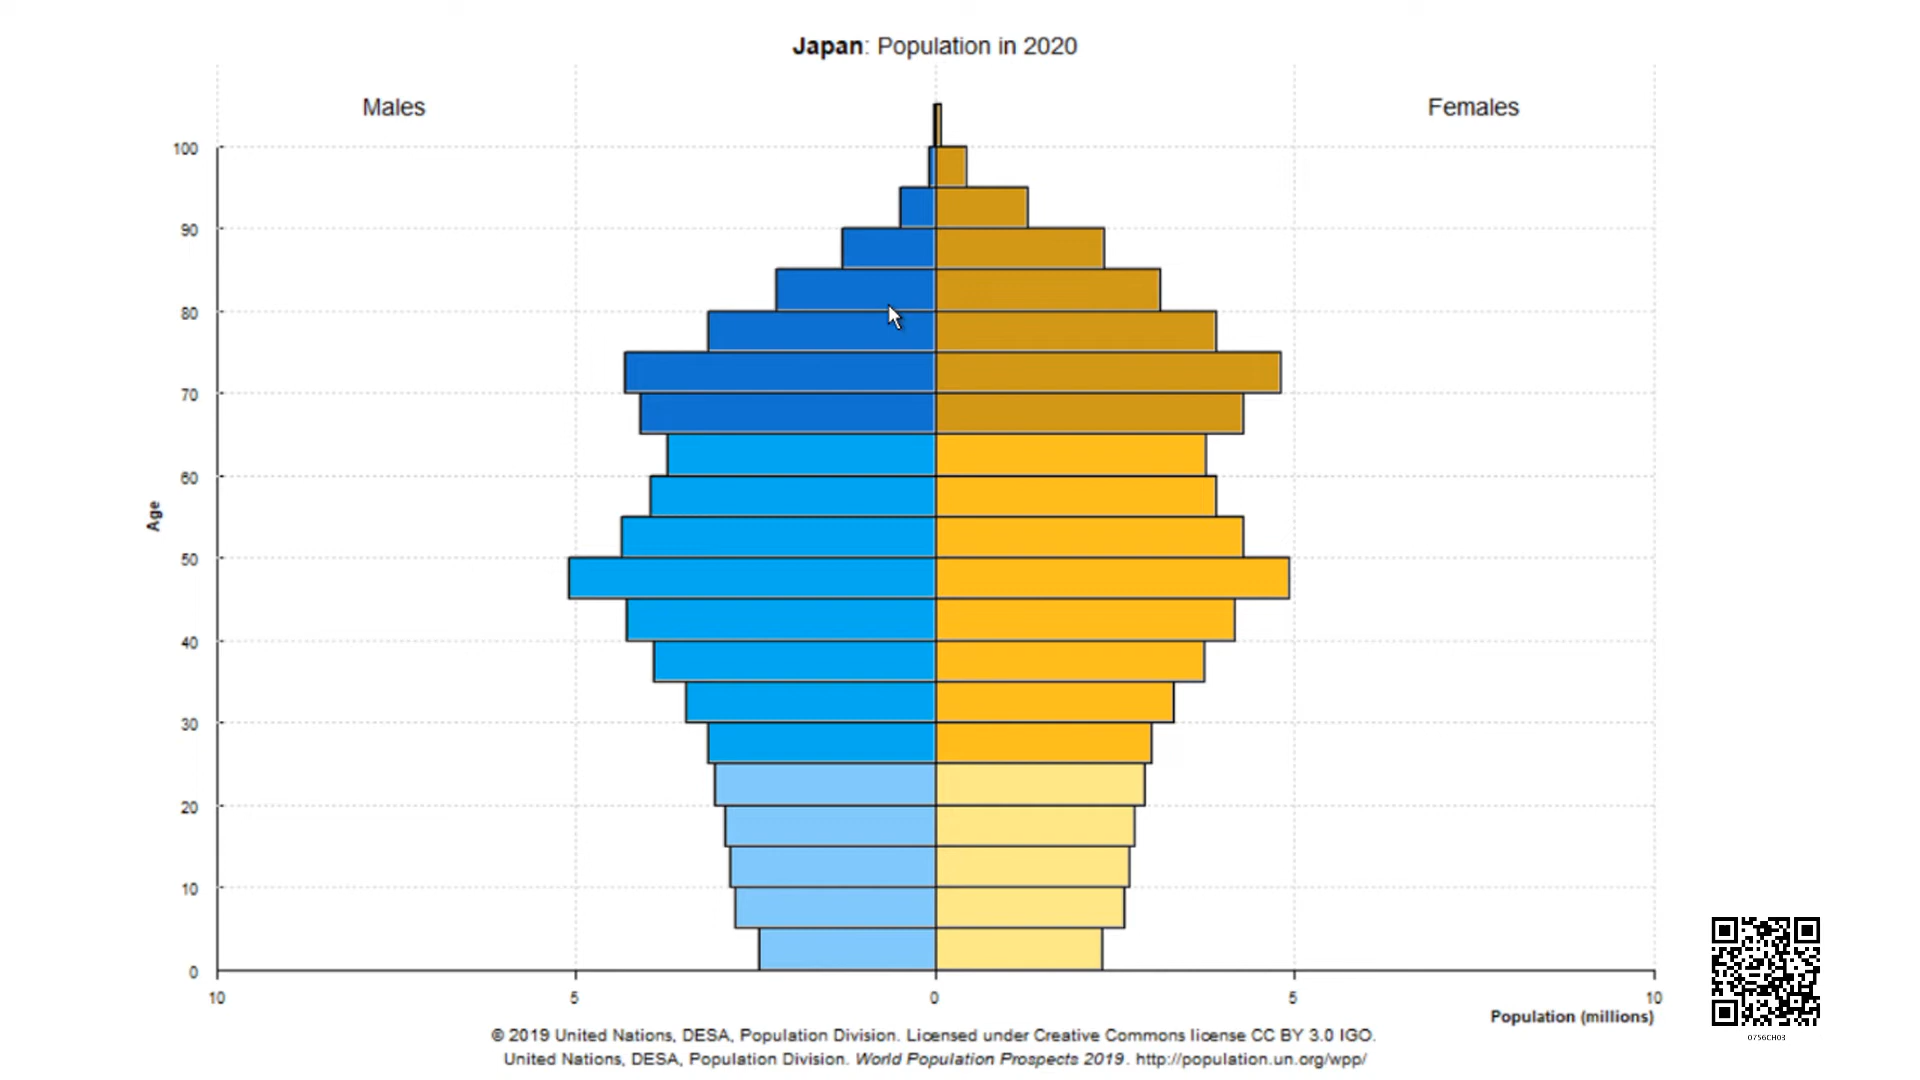 Japan: Population in 2020
Males
Females
100
90
80
70
60
50
40
30
20
10
0
Age
10
5
0
5
10
Population (millions)
© 2019 United Nations, DESA, Population Division. Licensed under Creative Commons license CC BY 3.0 IGO.
United Nations, DESA, Population Division. World Population Prospects 2019. http://population.un.org/wpp/
0756CH03